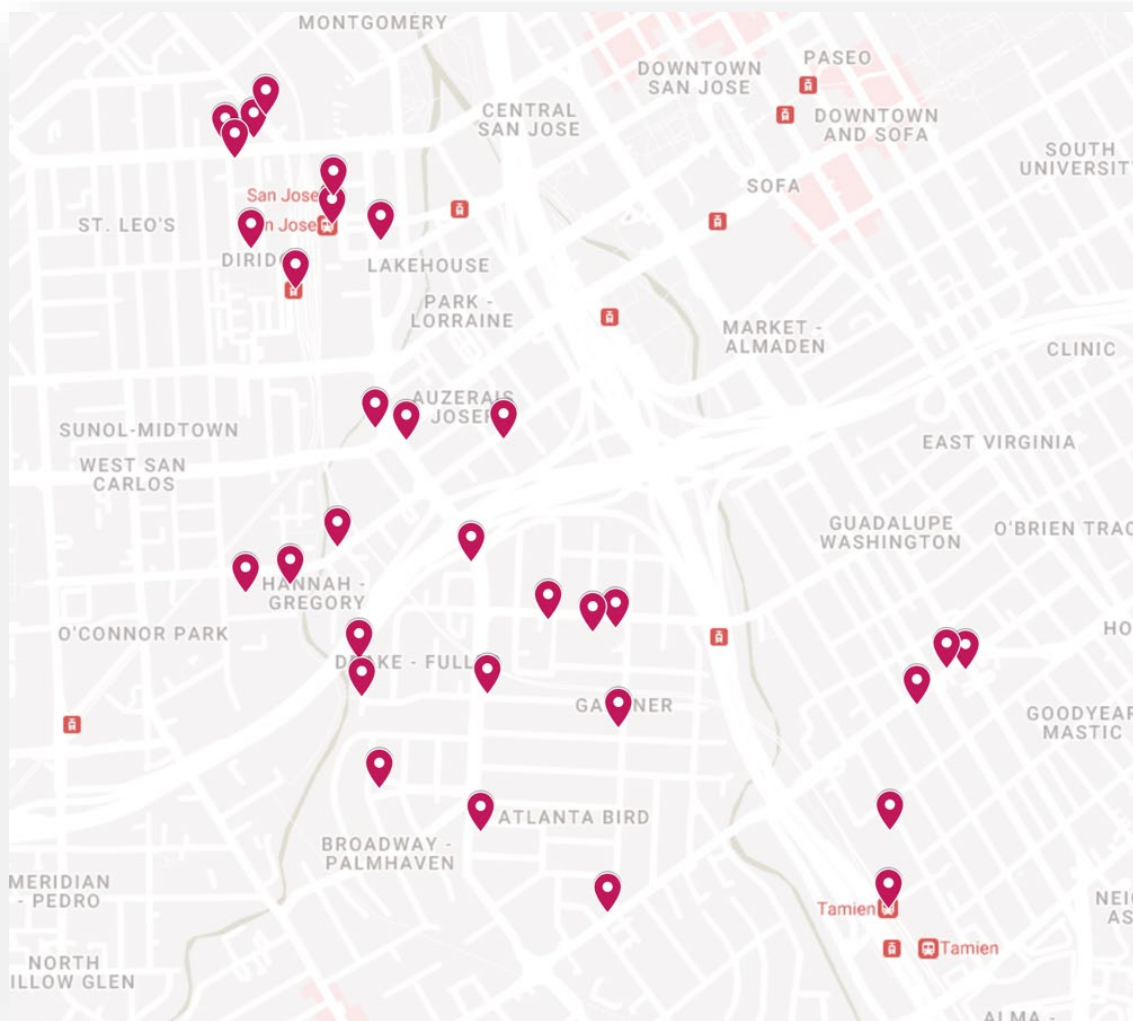 MONTGOMERY
PASEO
DOWNTOWN
SAN JOSE
CENTRAL
SAN JOSE
DOWNTOWN
AND SOFA
SOUTH
UNIVERSIT
SOFA
San Jose
ST. LEO'S
n Jose
DIRID
LAKEHOUSE
PARK -
LORRAINE
MARKET -
ALMADEN
CLINIC
AUZERAIS
JOSEF
SUNOL-MIDTOWN
EAST VIRGINIA
WEST SAN
CARLOS
GUADALUPE
WASHINGTON
O'BRIEN TRAC
HANNAH -
GREGORY
O'CONNOR PARK
HO
D KE - FULL
GA NER
GOODYEAR
MASTIC
ATLANTA BIRD
BROADWAY -
PALMHAVEN
MERIDIAN
- PEDRO
NEI
AS
Tamien
Tamien
NORTH
ILLOW GLEN
ALMA -